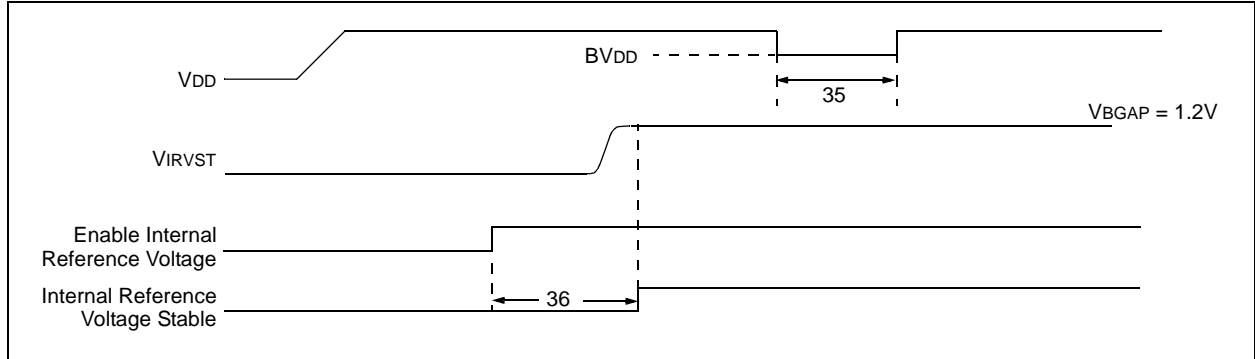 BVDD
VDD
35
VBGAP = 1.2V
VIRVST
Enable Internal
Reference Voltage
Internal Reference
Voltage Stable
36